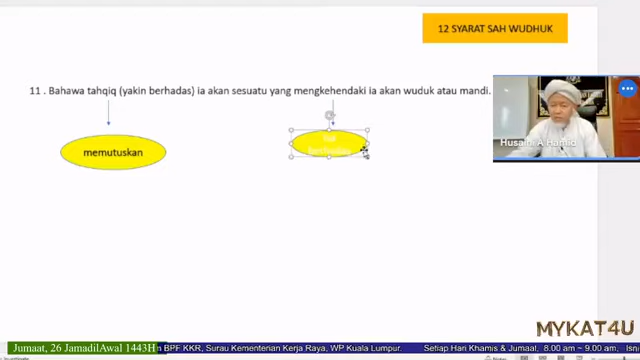 12 SYARAT SAH WUDHUK
11 . Bahawa tahqiq (yakin berhadas) ia akan sesuatu yang mengkehendaki ia akan wuduk atau mandi.
memutuskan
Husaini A Hamid
MYKAT4U
Jumaat, 26 JamadilAwal 1443H
BPF KKR, Surau Kementerian Kerja Raya, WP Kuala Lumpur. Setiap Hari Khamis & Jumaat, 8.00 am ~ 9.00 am.